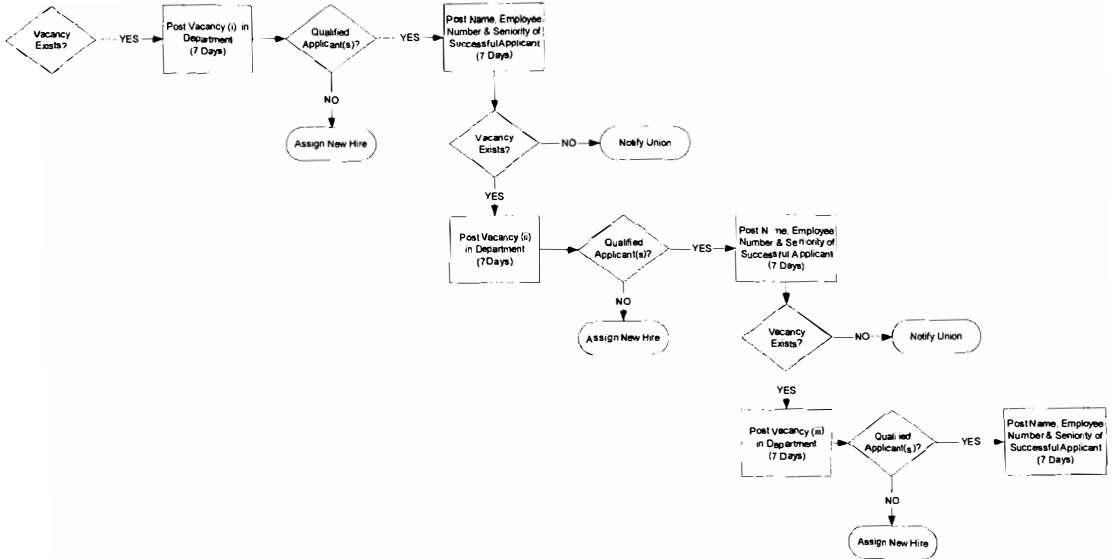 Vacancy
Exists?
YES
Post Vacancy (i) in
Department
(7 Days)
Qualified
Applicant(s)?
YES
Post Name, Employee
Number & Seniority of
Successful Applicant
(7 Days)
NO
Assign New Hire
Vacancy
Exists?
NO
Notify Union
YES
Post Vacancy (ii)
in Department
(7 Days)
Qualified
Applicant(s)?
YES
Post Name, Employee
Number & Seniority of
Successful Applicant
(7 Days)
NO
Assign New Hire
Vacancy
Exists?
NO
Notify Union
YES
Post Vacancy (iii)
in Department
(7 Days)
Qualified
Applicant(s)?
YES
Post Name, Employee
Number & Seniority of
Successful Applicant
(7 Days)
NO
Assign New Hire